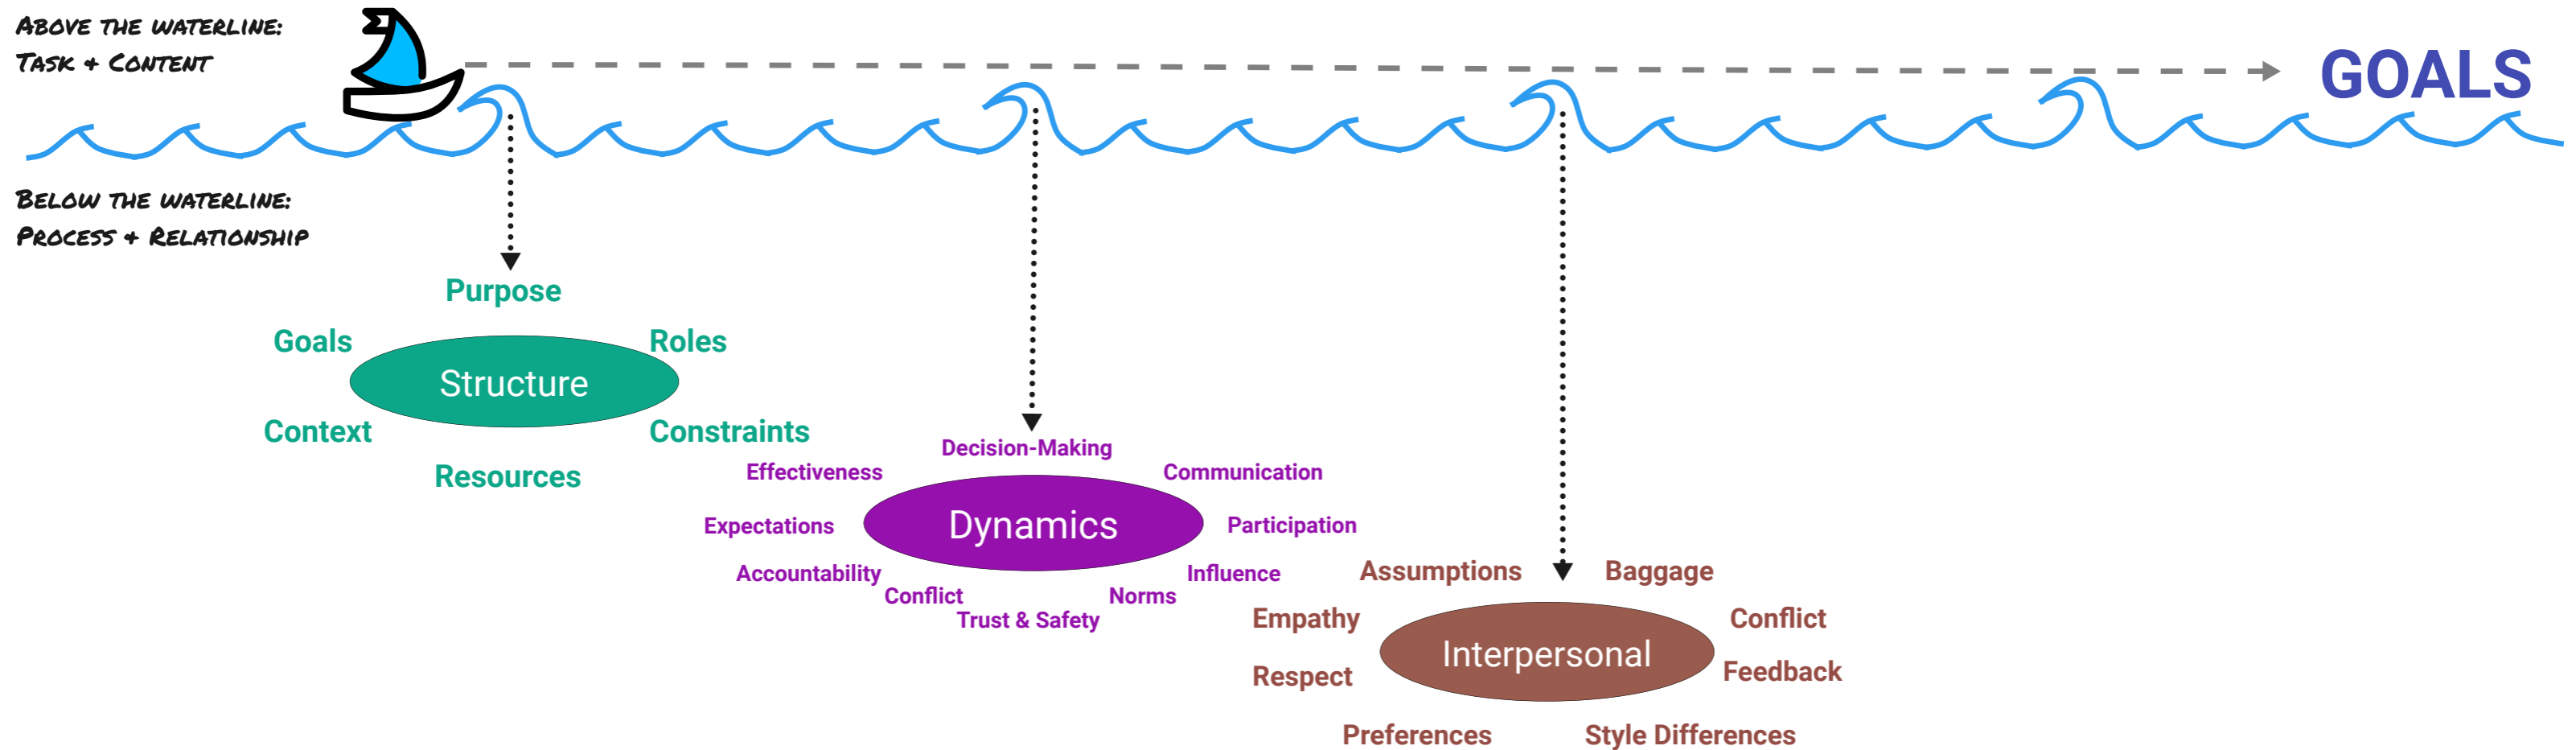 ABOVE THE WATERLINE:
TASK + CONTENT
GOALS
BELOW THE WATERLINE:
PROCESS + RELATIONSHIP
Purpose
Goals
Roles
Structure
Context
Constraints
Resources
Decision-Making
Effectiveness
Communication
Expectations
Dynamics
Participation
Accountability
Influence
Conflict
Norms
Trust & Safety
Assumptions
Baggage
Empathy
Conflict
Interpersonal
Respect
Feedback
Preferences
Style Differences